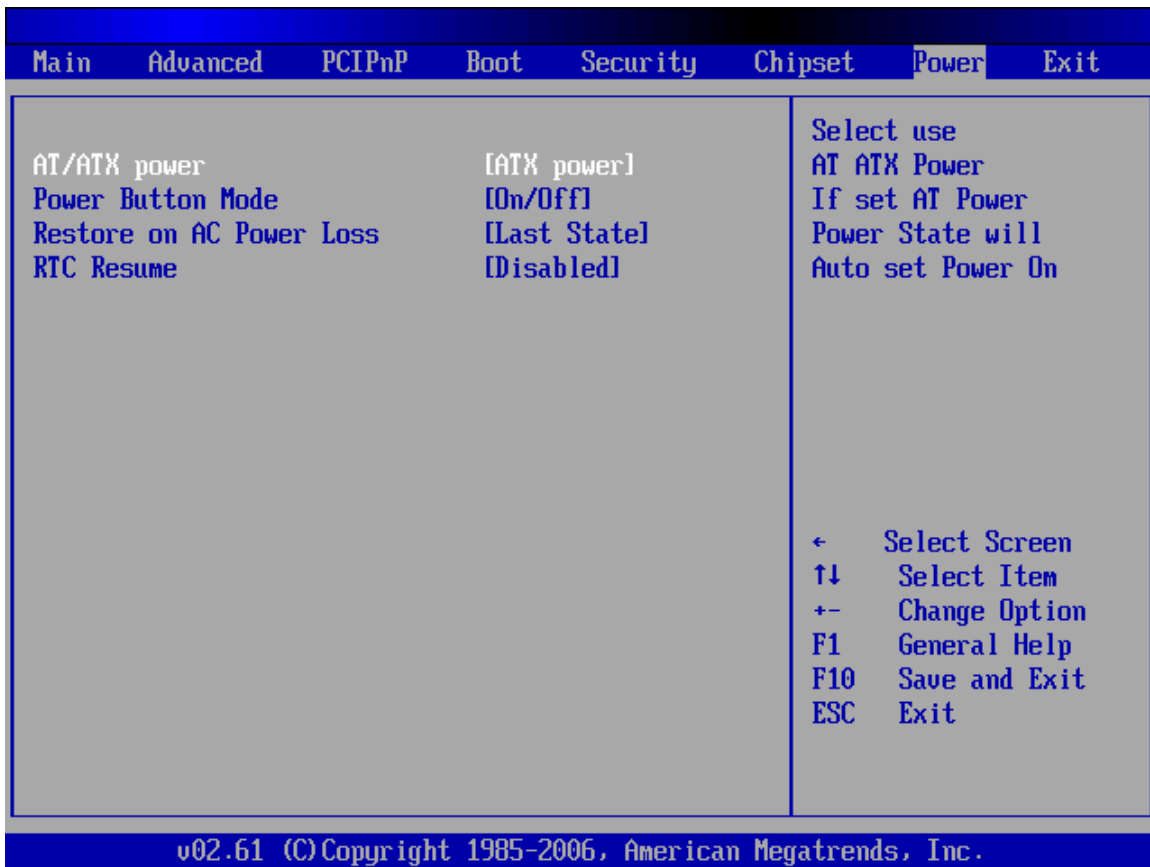 Main Advanced PCIPnP Boot Security Chipset Power Exit
AT/ATX power [ATX power]
Power Button Mode [On/Off]
Restore on AC Power Loss [Last State]
RTC Resume [Disabled]
Select use
AT ATX Power
If set AT Power
Power State will
Auto set Power On
← Select Screen
↑↓ Select Item
+- Change Option
F1 General Help
F10 Save and Exit
ESC Exit
v02.61 (C)Copyright 1985-2006, American Megatrends, Inc.